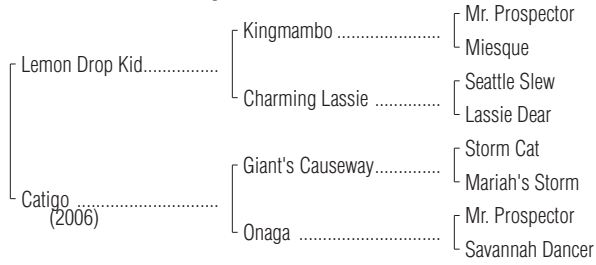 Mr. Prospector
Kingmambo ..................
Miesque
Lemon Drop Kid...............
Seattle Slew
Charming Lassie ..............
Lassie Dear
Storm Cat
Giant's Causeway..............
Mariah's Storm
Catigo ..............................
(2006)
Mr. Prospector
Onaga ..............................
Savannah Dancer